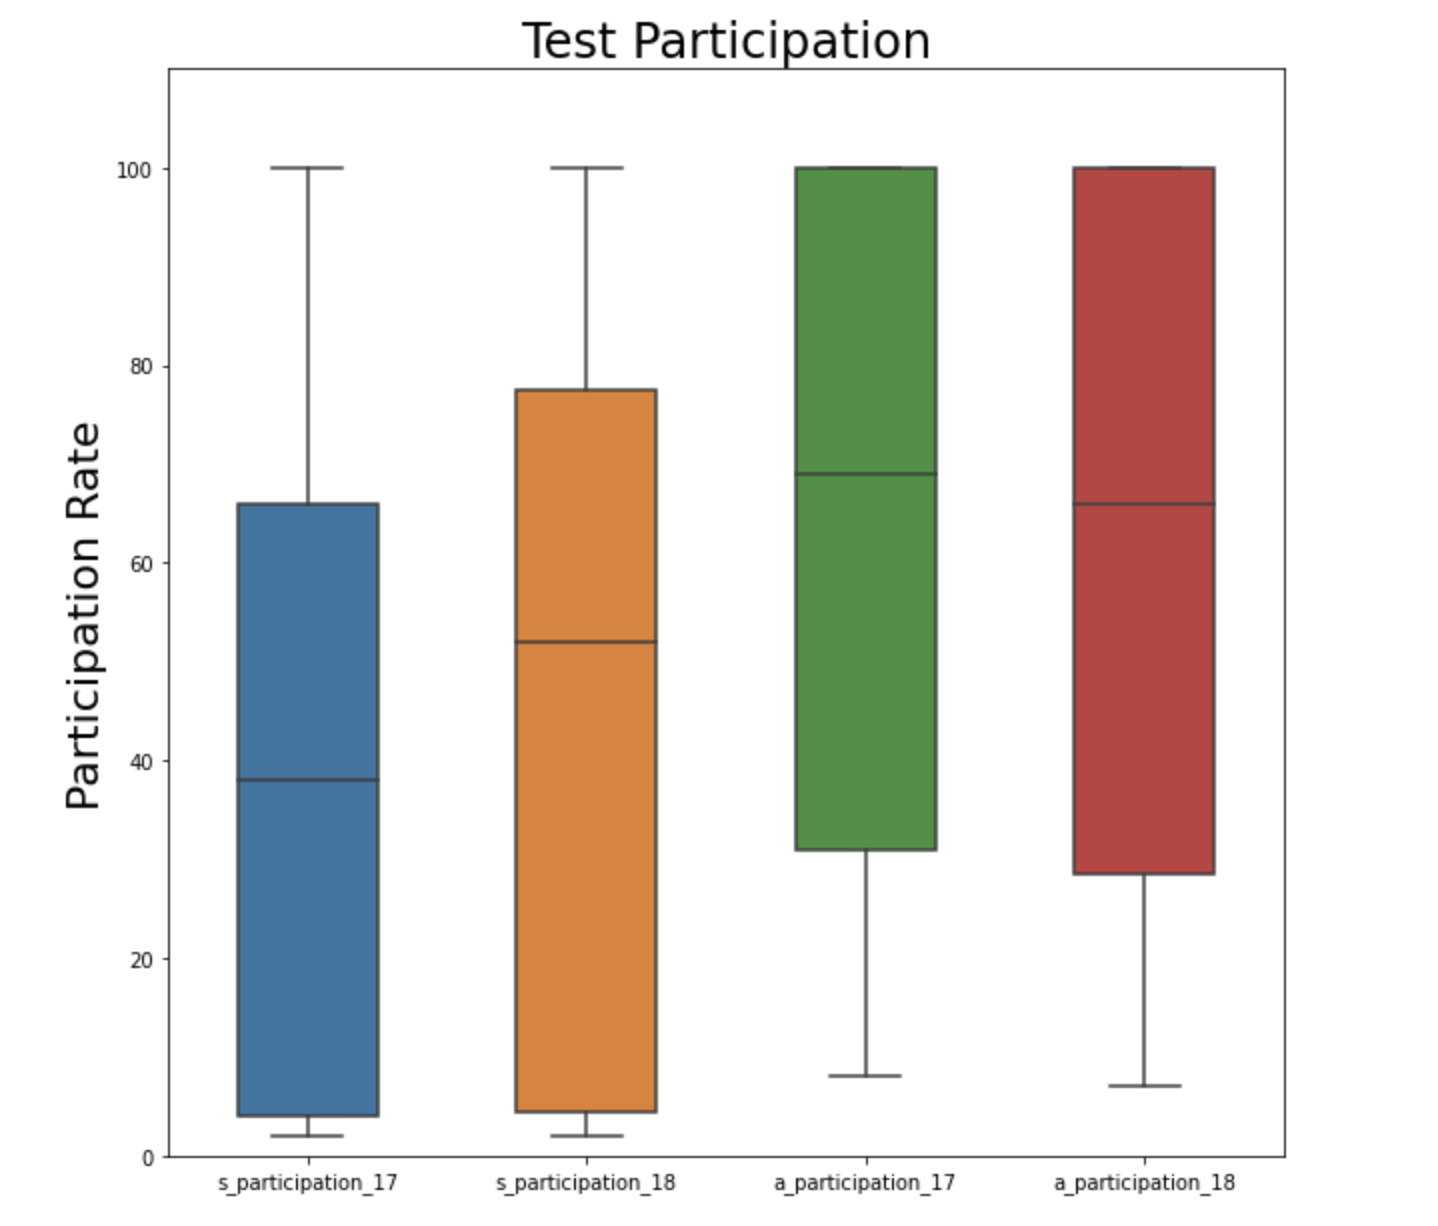 Test Participation
Participation Rate
100
80
60
40
20
0
s_participation_17
s_participation_18
a_participation_17
a_participation_18